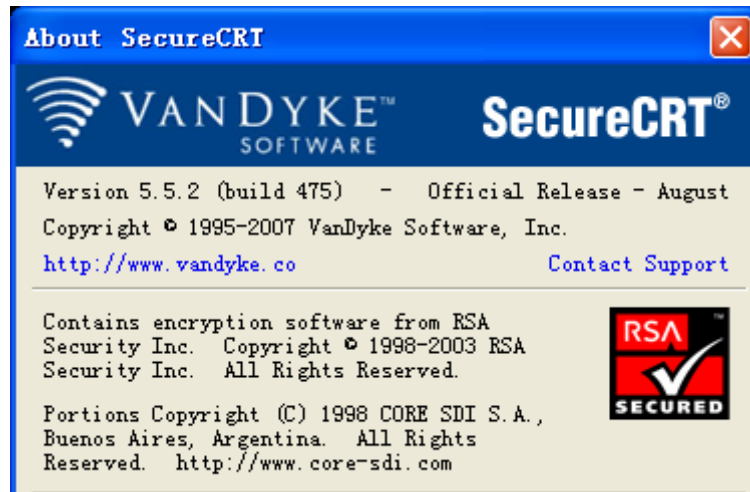 About SecureCRT
VANDYKE™
SOFTWARE
SecureCRT®
Version 5.5.2 (build 475) - Official Release - August
Copyright © 1995-2007 VanDyke Software, Inc.
http://www.vandyke.co Contact Support
Contains encryption software from RSA
Security Inc. Copyright © 1998-2003 RSA
Security Inc. All Rights Reserved.
RSA™
SECURED
Portions Copyright (C) 1998 CORE SDI S.A.,
Buenos Aires, Argentina. All Rights
Reserved. http://www.core-sdi.com